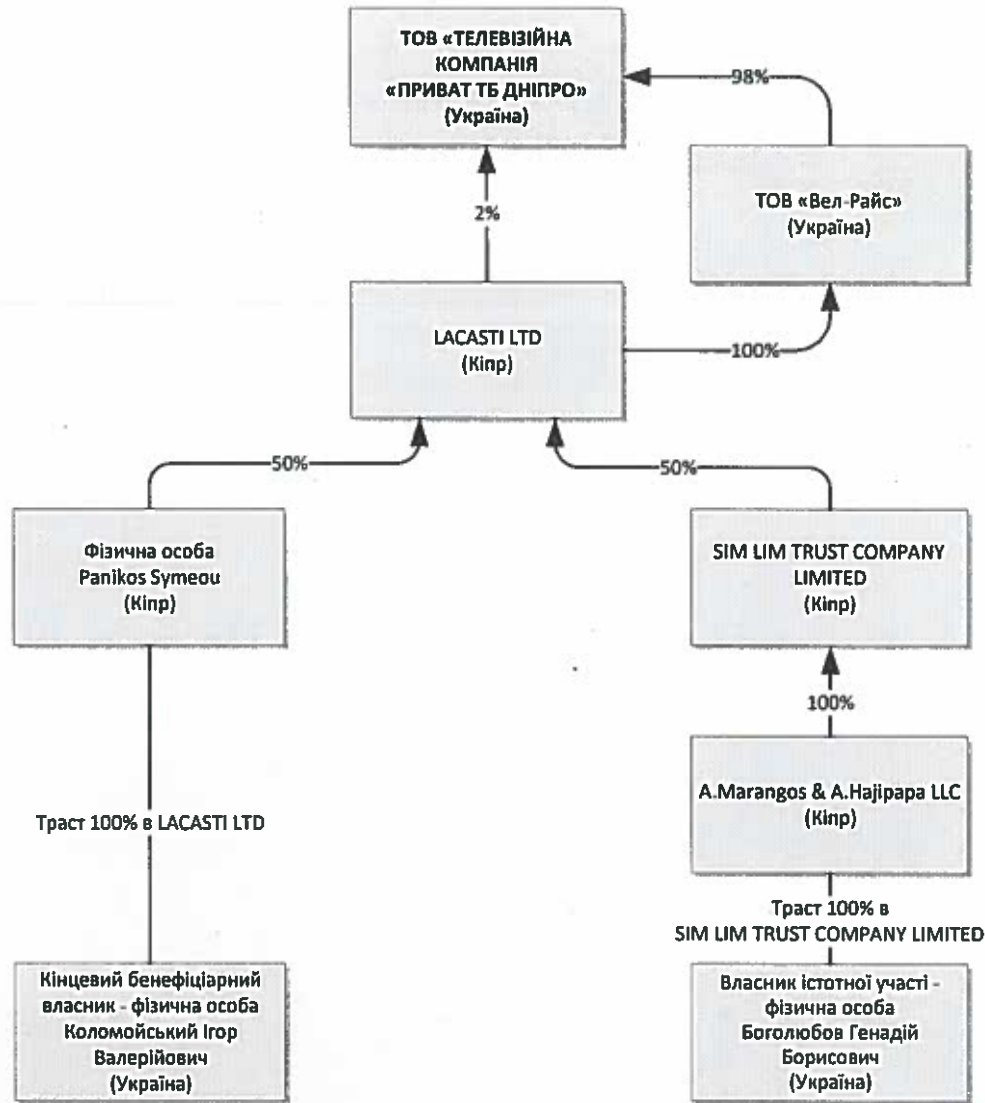 ТОВ «ТЕЛЕВІЗІЙНА
КОМПАНІЯ
«ПРИВАТ ТБ ДНІПРО»
(Україна)
98%
ТОВ «Вел-Райс»
(Україна)
2%
LACASTI LTD
(Кіпр)
100%
50%
50%
Фізична особа
Panikos Symeou
(Кіпр)
SIM LIM TRUST COMPANY
LIMITED
(Кіпр)
100%
A.Marangos & A.Hajipapa LLC
(Кіпр)
Траст 100% в LACASTI LTD
Траст 100% в
SIM LIM TRUST COMPANY LIMITED
Кінцевий бенефіціарний
власник - фізична особа
Коломойський Ігор
Валерійович
(Україна)
Власник істотної участі -
фізична особа
Боголюбов Генадій
Борисович
(Україна)